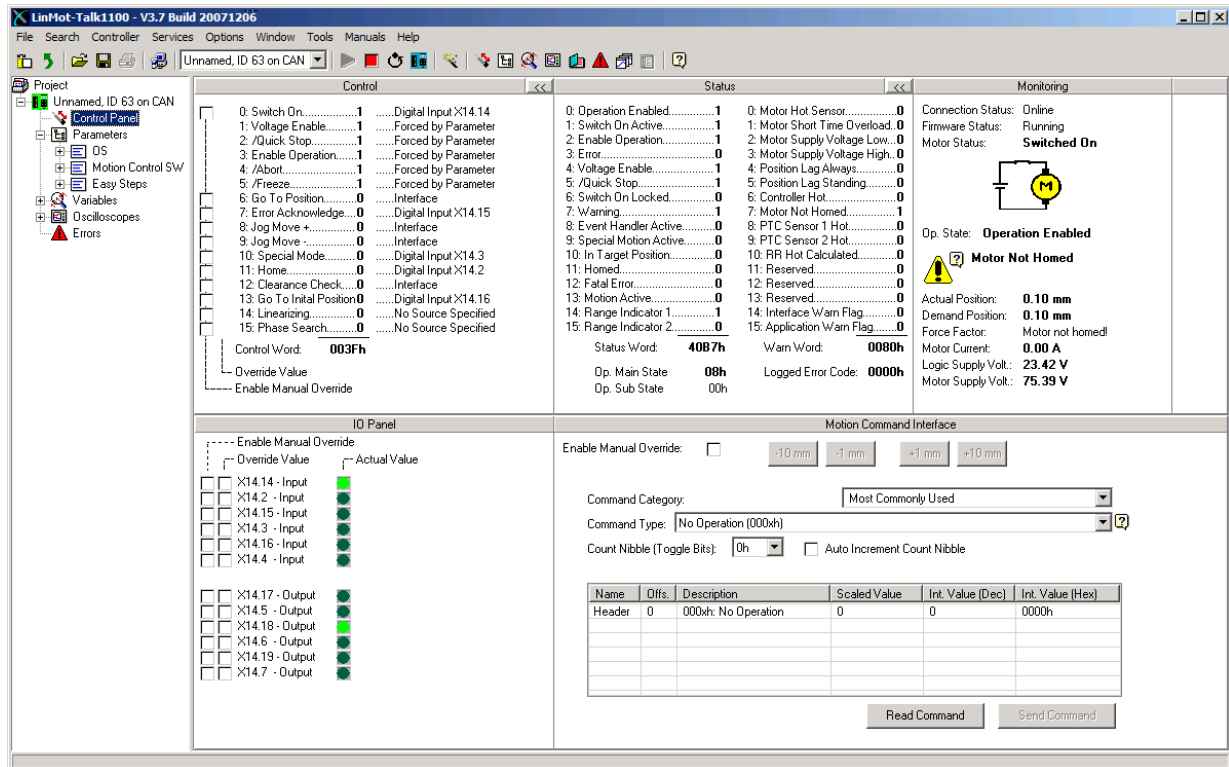 LinMot-Talk1100 - V3.7 Build 20071206
File Search Controller Services Options Window Tools Manuals Help
Unnamed, ID 63 on CAN
Project
Unnamed, ID 63 on CAN
Control Panel
Parameters
OS
Motion Control SW
Easy Steps
Variables
Oscilloscopes
Errors
Control <<
0: Switch On...................1 ......Digital Input X14.14
1: Voltage Enable..........1 ......Forced by Parameter
2: /Quick Stop...............1 ......Forced by Parameter
3: Enable Operation.......1 ......Forced by Parameter
4: /Abort.......................1 ......Forced by Parameter
5: /Freeze.....................1 ......Forced by Parameter
6: Go To Position...........0 ......Interface
7: Error Acknowledge....0 ......Digital Input X14.15
8: Jog Move +...............0 ......Interface
9: Jog Move -................0 ......Interface
10: Special Mode..........0 ......Digital Input X14.3
11: Home.....................0 ......Digital Input X14.2
12: Clearance Check.....0 ......Interface
13: Go To Inital Position0 ......Digital Input X14.16
14: Linearizing...............0 ......No Source Specified
15: Phase Search..........0 ......No Source Specified
Control Word: 003Fh
Override Value
Enable Manual Override
Status <<
0: Operation Enabled.............1
1: Switch On Active...............1
2: Enable Operation...............1
3: Error.................................0
4: Voltage Enable..................1
5: /Quick Stop.......................1
6: Switch On Locked.............0
7: Warning............................1
8: Event Handler Active.........0
9: Special Motion Active........0
10: In Target Position............0
11: Homed............................0
12: Fatal Error.......................0
13: Motion Active..................0
14: Range Indicator 1............1
15: Range Indicator 2............0
Status Word: 40B7h
Op. Main State 08h
Op. Sub State 00h
0: Motor Hot Sensor...............0
1: Motor Short Time Overload..0
2: Motor Supply Voltage Low...0
3: Motor Supply Voltage High..0
4: Position Lag Always............0
5: Position Lag Standing.........0
6: Controller Hot.....................0
7: Motor Not Homed...............1
8: PTC Sensor 1 Hot...............0
9: PTC Sensor 2 Hot...............0
10: RR Hot Calculated............0
11: Reserved.........................0
12: Reserved.........................0
13: Reserved.........................0
14: Interface Warn Flag..........0
15: Application Warn Flag.......0
Warn Word: 0080h
Logged Error Code: 0000h
Monitoring
Connection Status: Online
Firmware Status: Running
Motor Status: Switched On
M
Op. State: Operation Enabled
Motor Not Homed
Actual Position: 0.10 mm
Demand Position: 0.10 mm
Force Factor: Motor not homed!
Motor Current: 0.00 A
Logic Supply Volt.: 23.42 V
Motor Supply Volt.: 75.39 V
IO Panel
Enable Manual Override
Override Value Actual Value
X14.14 - Input
X14.2 - Input
X14.15 - Input
X14.3 - Input
X14.16 - Input
X14.4 - Input
X14.17 - Output
X14.5 - Output
X14.18 - Output
X14.6 - Output
X14.19 - Output
X14.7 - Output
Motion Command Interface
Enable Manual Override: -10 mm -1 mm +1 mm +10 mm
Command Category: Most Commonly Used
Command Type: No Operation (000xh)
Count Nibble (Toggle Bits): 0h Auto Increment Count Nibble
Name Offs. Description Scaled Value Int. Value (Dec) Int. Value (Hex)
Header 0 000xh: No Operation 0 0 0000h
Read Command Send Command